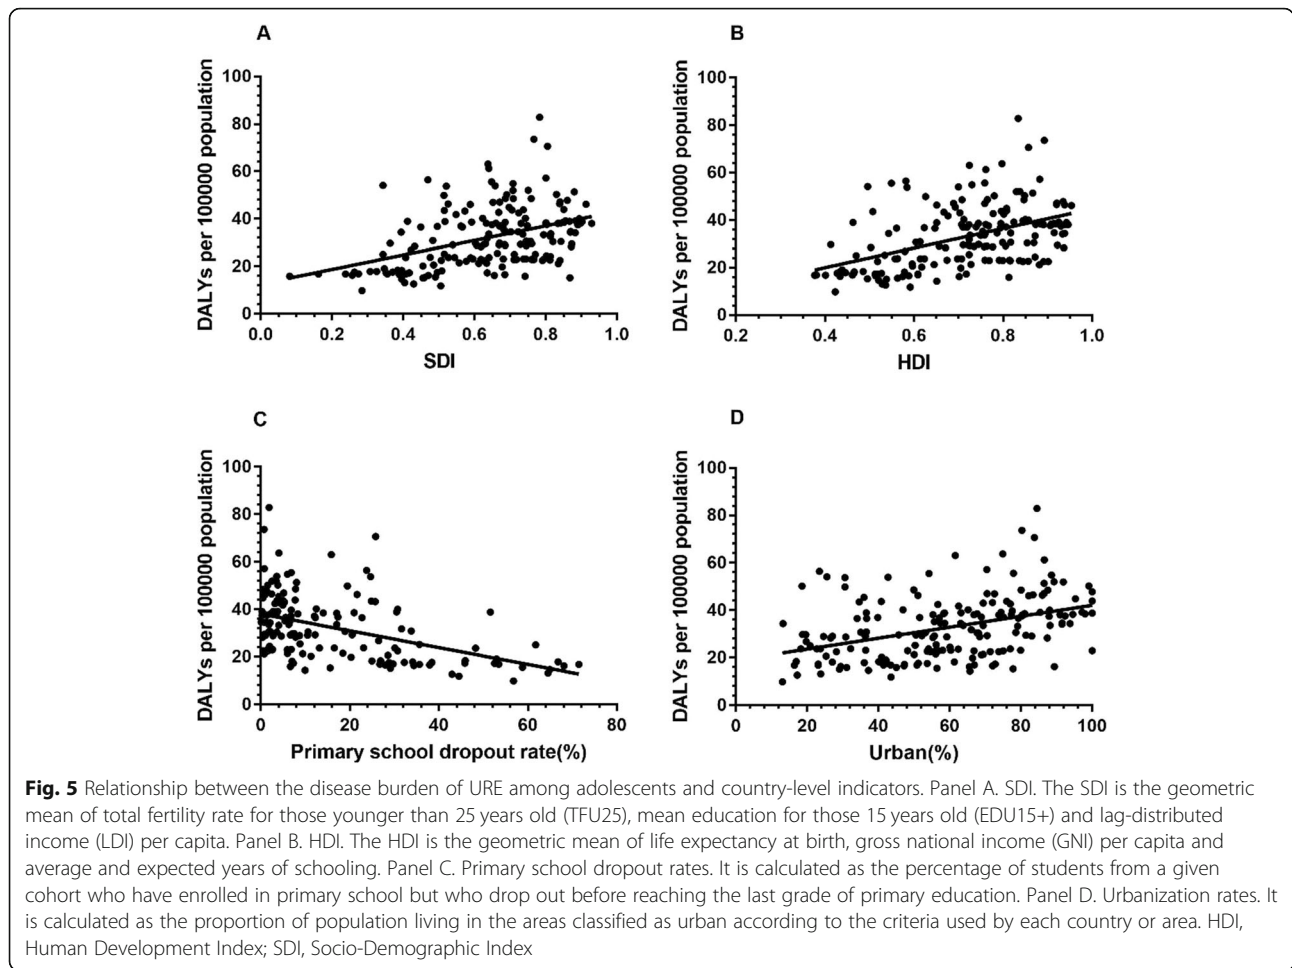 A
DALYs per 100000 population
100
80
60
40
20
0
0.0 0.2 0.4 0.6 0.8 1.0
SDI
B
DALYs per 100000 population
100
80
60
40
20
0
0.2 0.4 0.6 0.8 1.0
HDI
C
DALYs per 100000 population
100
80
60
40
20
0
0 20 40 60 80
Primary school dropout rate(%)
D
DALYs per 100000 population
100
80
60
40
20
0
0 20 40 60 80 100
Urban(%)
Fig. 5 Relationship between the disease burden of URE among adolescents and country-level indicators. Panel A. SDI. The SDI is the geometric
mean of total fertility rate for those younger than 25 years old (TFU25), mean education for those 15 years old (EDU15+) and lag-distributed
income (LDI) per capita. Panel B. HDI. The HDI is the geometric mean of life expectancy at birth, gross national income (GNI) per capita and
average and expected years of schooling. Panel C. Primary school dropout rates. It is calculated as the percentage of students from a given
cohort who have enrolled in primary school but who drop out before reaching the last grade of primary education. Panel D. Urbanization rates. It
is calculated as the proportion of population living in the areas classified as urban according to the criteria used by each country or area. HDI,
Human Development Index; SDI, Socio-Demographic Index